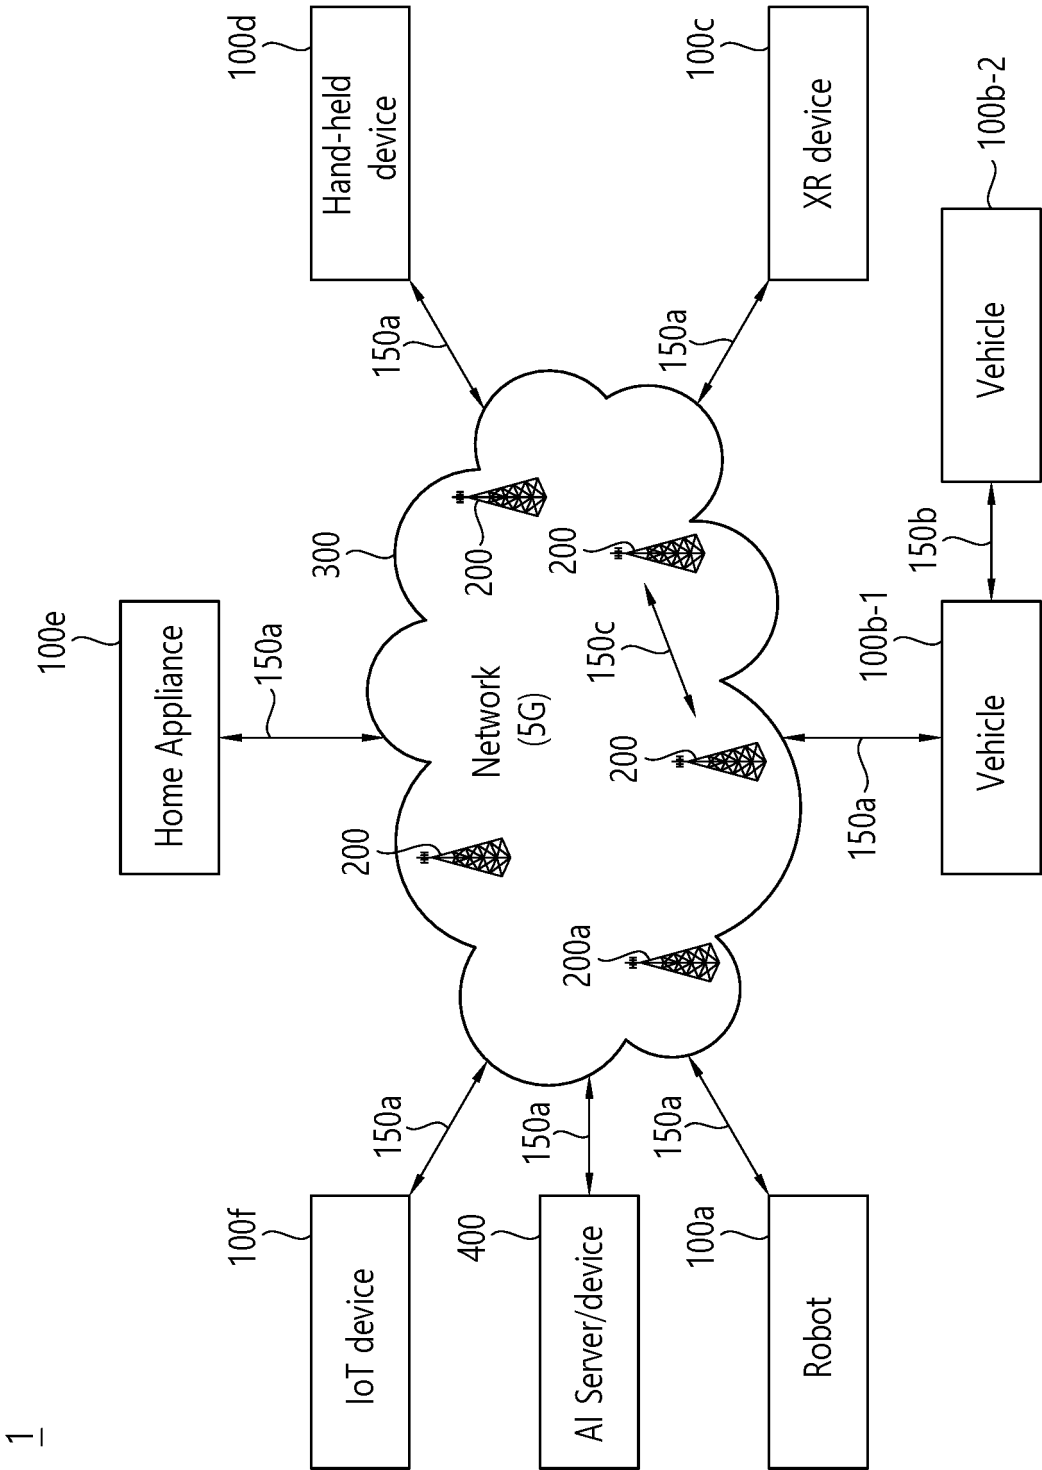 1
100e
Home Appliance
150a
100f
IoT device
150a
300
100d
Hand-held
device
150a
200
200
Network
(5G)
400
AI Server/device
150a
200a
200
150c
200
100a
Robot
150a
100c
XR device
150a
150a
100b-1
Vehicle
150b
100b-2
Vehicle